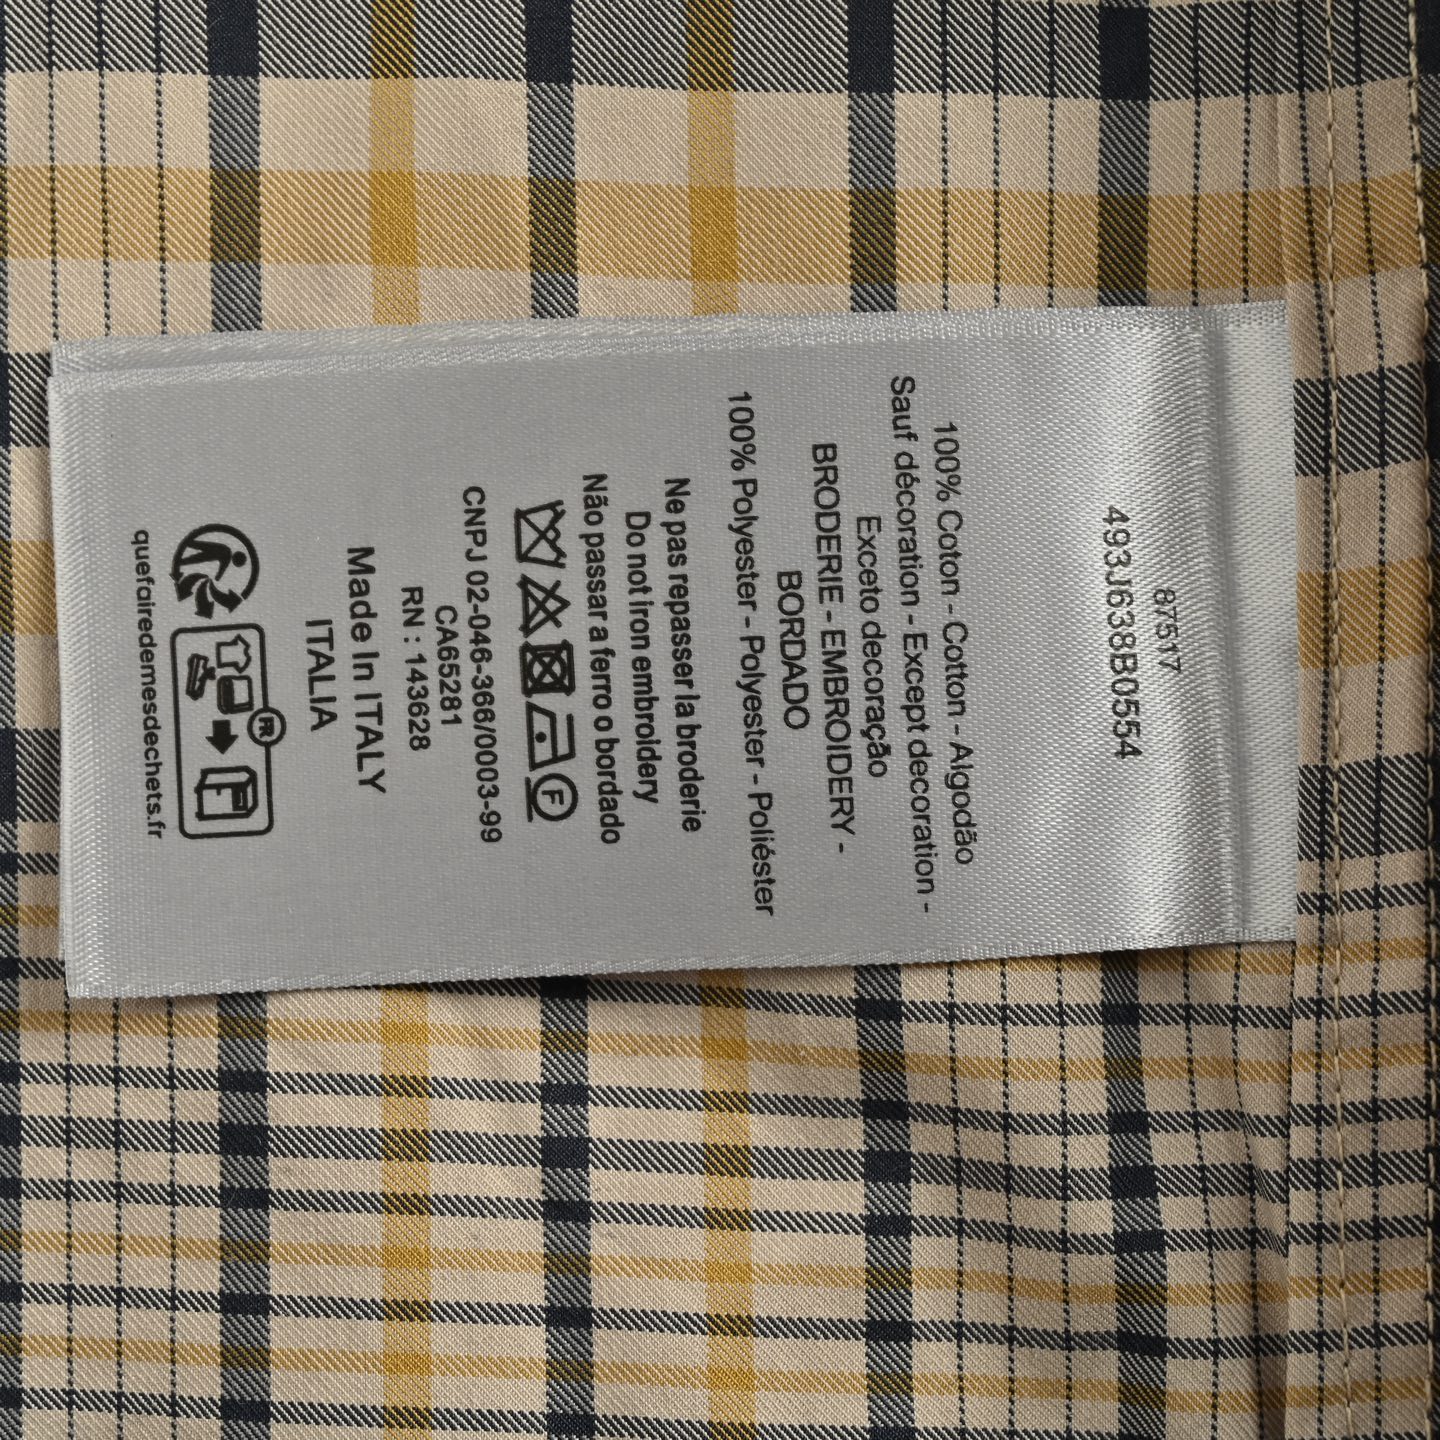 87517
493J638B0554
100% Coton - Cotton - Algodão
Sauf décoration - Except decoration -
Exceto decoração
BRODERIE - EMBROIDERY -
BORDADO
100% Polyester - Polyester - Poliéster
Ne pas repasser la broderie
Do not iron embroidery
Não passar a ferro o bordado
F
CNPJ 02-046-366/0003-99
CA65281
RN : 143628
Made In ITALY
ITALIA
FR
quefairedemesdechets.fr